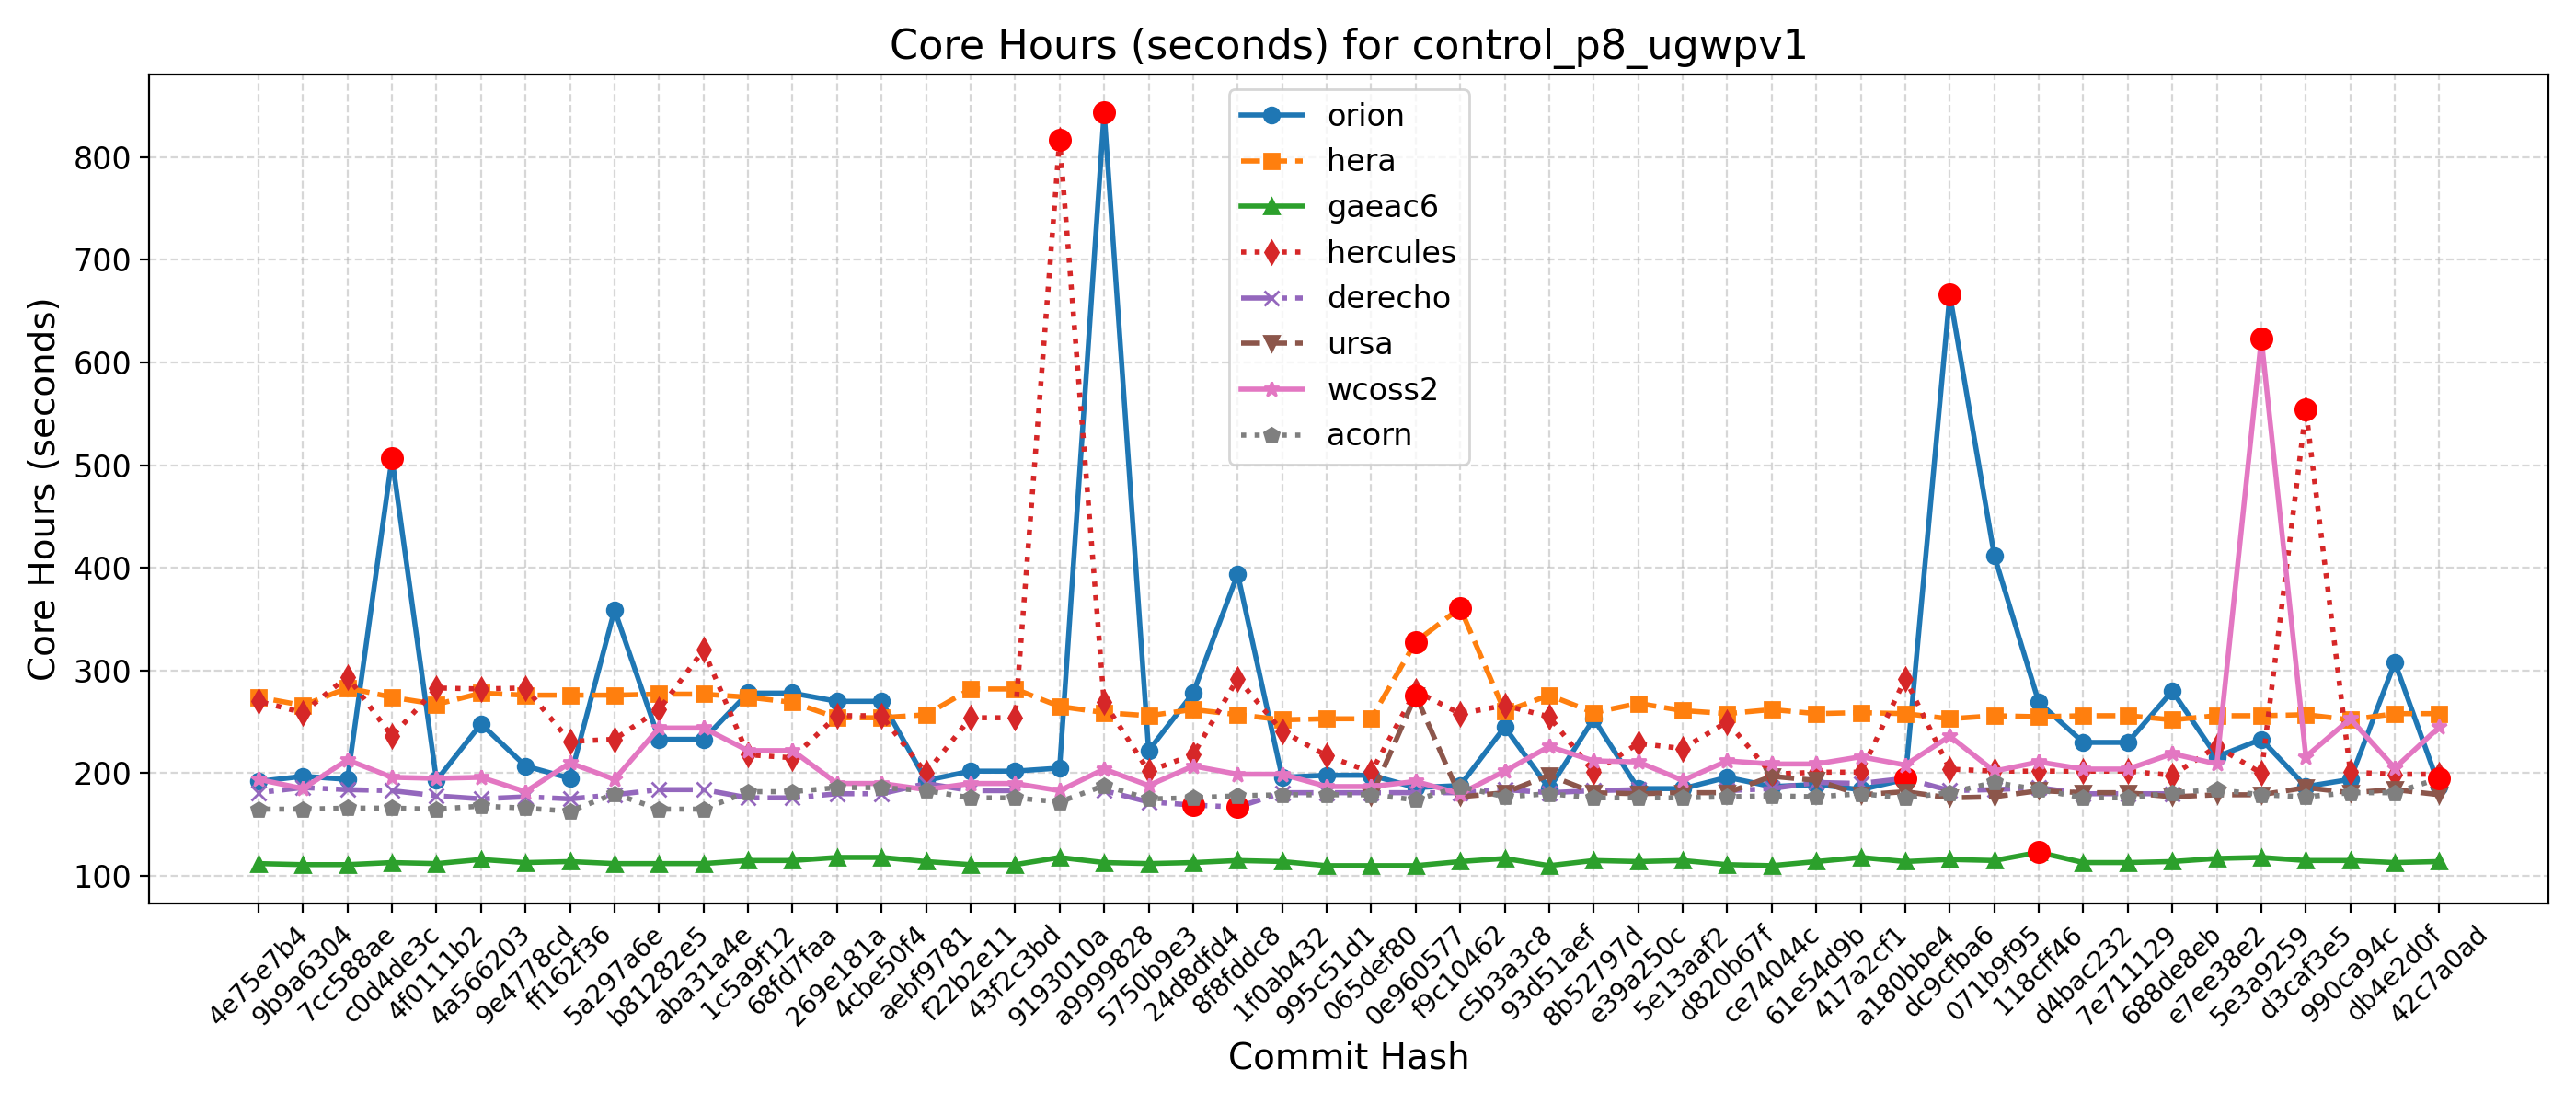 Core Hours (seconds) for control_p8_ugwpv1
Core Hours (seconds)
800
700
600
500
400
300
200
100
orion
hera
gaeac6
hercules
derecho
ursa
wcoss2
acorn
4e75e7b4
9b9a6304
7cc588ae
c0d4de3c
4f0111b2
4a566203
9e4778cd
ff162f36
5a297a6e
b81282e5
aba31a4e
1c5a9f12
68fd7faa
269e181a
4cbe50f4
aebf9781
f22b2e11
43f2c3bd
9193010a
a9999828
5750b9e3
24d8dfd4
8f8fddc8
1f0ab432
995c51d1
065def80
0e960577
f9c10462
c5b3a3c8
93d51aef
8b52797d
e39a250c
5e13aaf2
d820b67f
ce74044c
61e54d9b
417a2cf1
a180bbe4
dc9cfba6
071b9f95
118cff46
d4bac232
7e711129
688de8eb
e7ee38e2
5e3a9259
d3caf3e5
990ca94c
db4e2d0f
42c7a0ad
Commit Hash